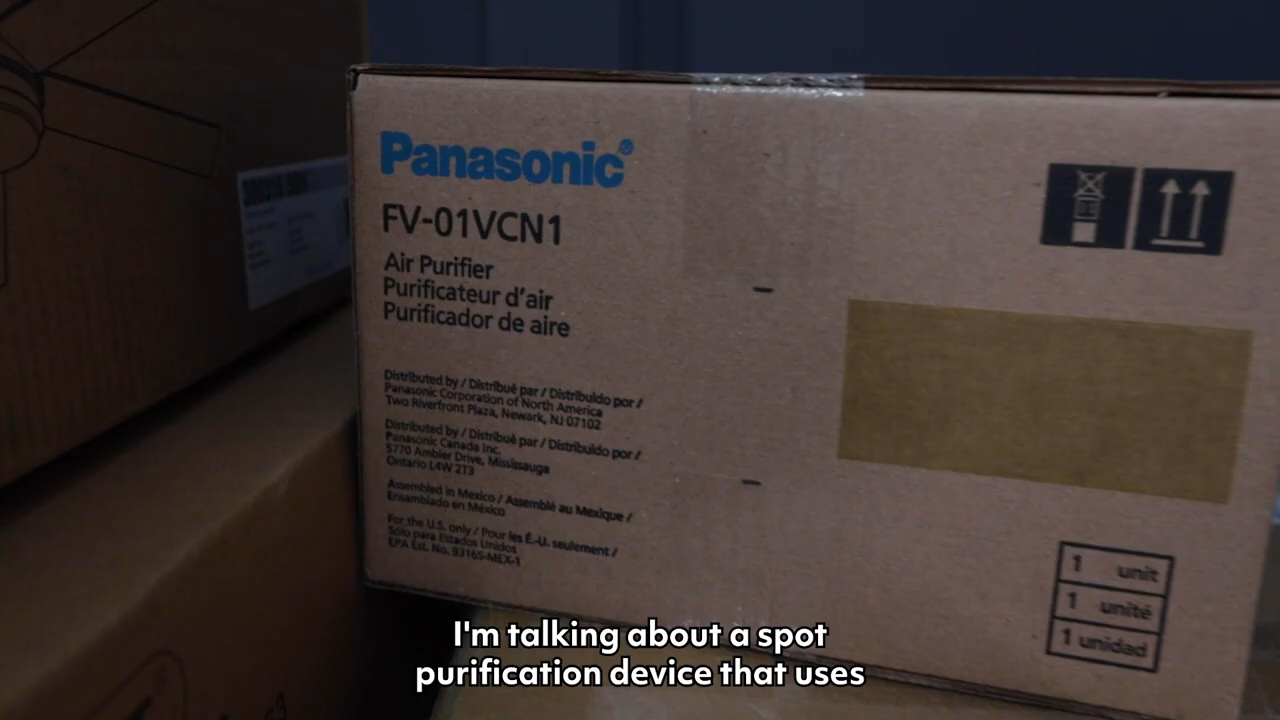 Panasonic®
FV-01VCN1
Air Purifier
Purificateur d'air
Purificador de aire
Distributed by / Distribué par / Distribuido por /
Panasonic Corporation of North America
Two Riverfront Plaza, Newark, NJ 07102
Distributed by / Distribué par / Distribuido por /
Panasonic Canada Inc.
5770 Ambler Drive, Mississauga
Ontario L4W 2T3
Assembled in Mexico / Assemblé au Mexique /
Ensamblado en México
For the U.S. only / Pour les É.-U. seulement /
Sólo para Estados Unidos
EPA Est. No. 93165-MEX-1
1 unit
1 unité
1 unidad
I'm talking about a spot
purification device that uses